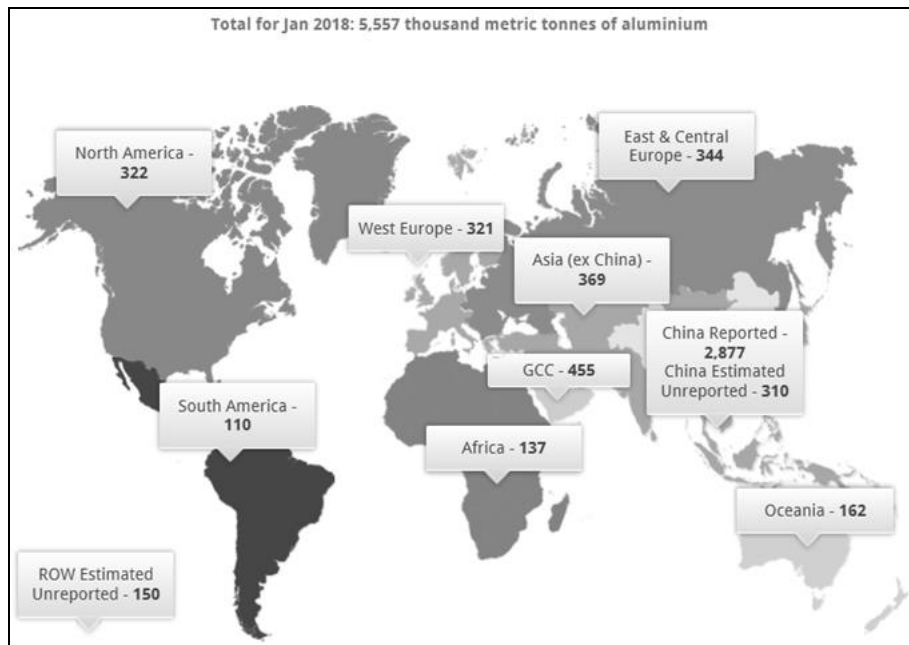 Total for Jan 2018: 5,557 thousand metric tonnes of aluminium
North America -
322
East & Central
Europe - 344
West Europe - 321
Asia (ex China) -
369
China Reported -
2,877
China Estimated
Unreported - 310
GCC - 455
South America -
110
Africa - 137
Oceania - 162
ROW Estimated
Unreported - 150